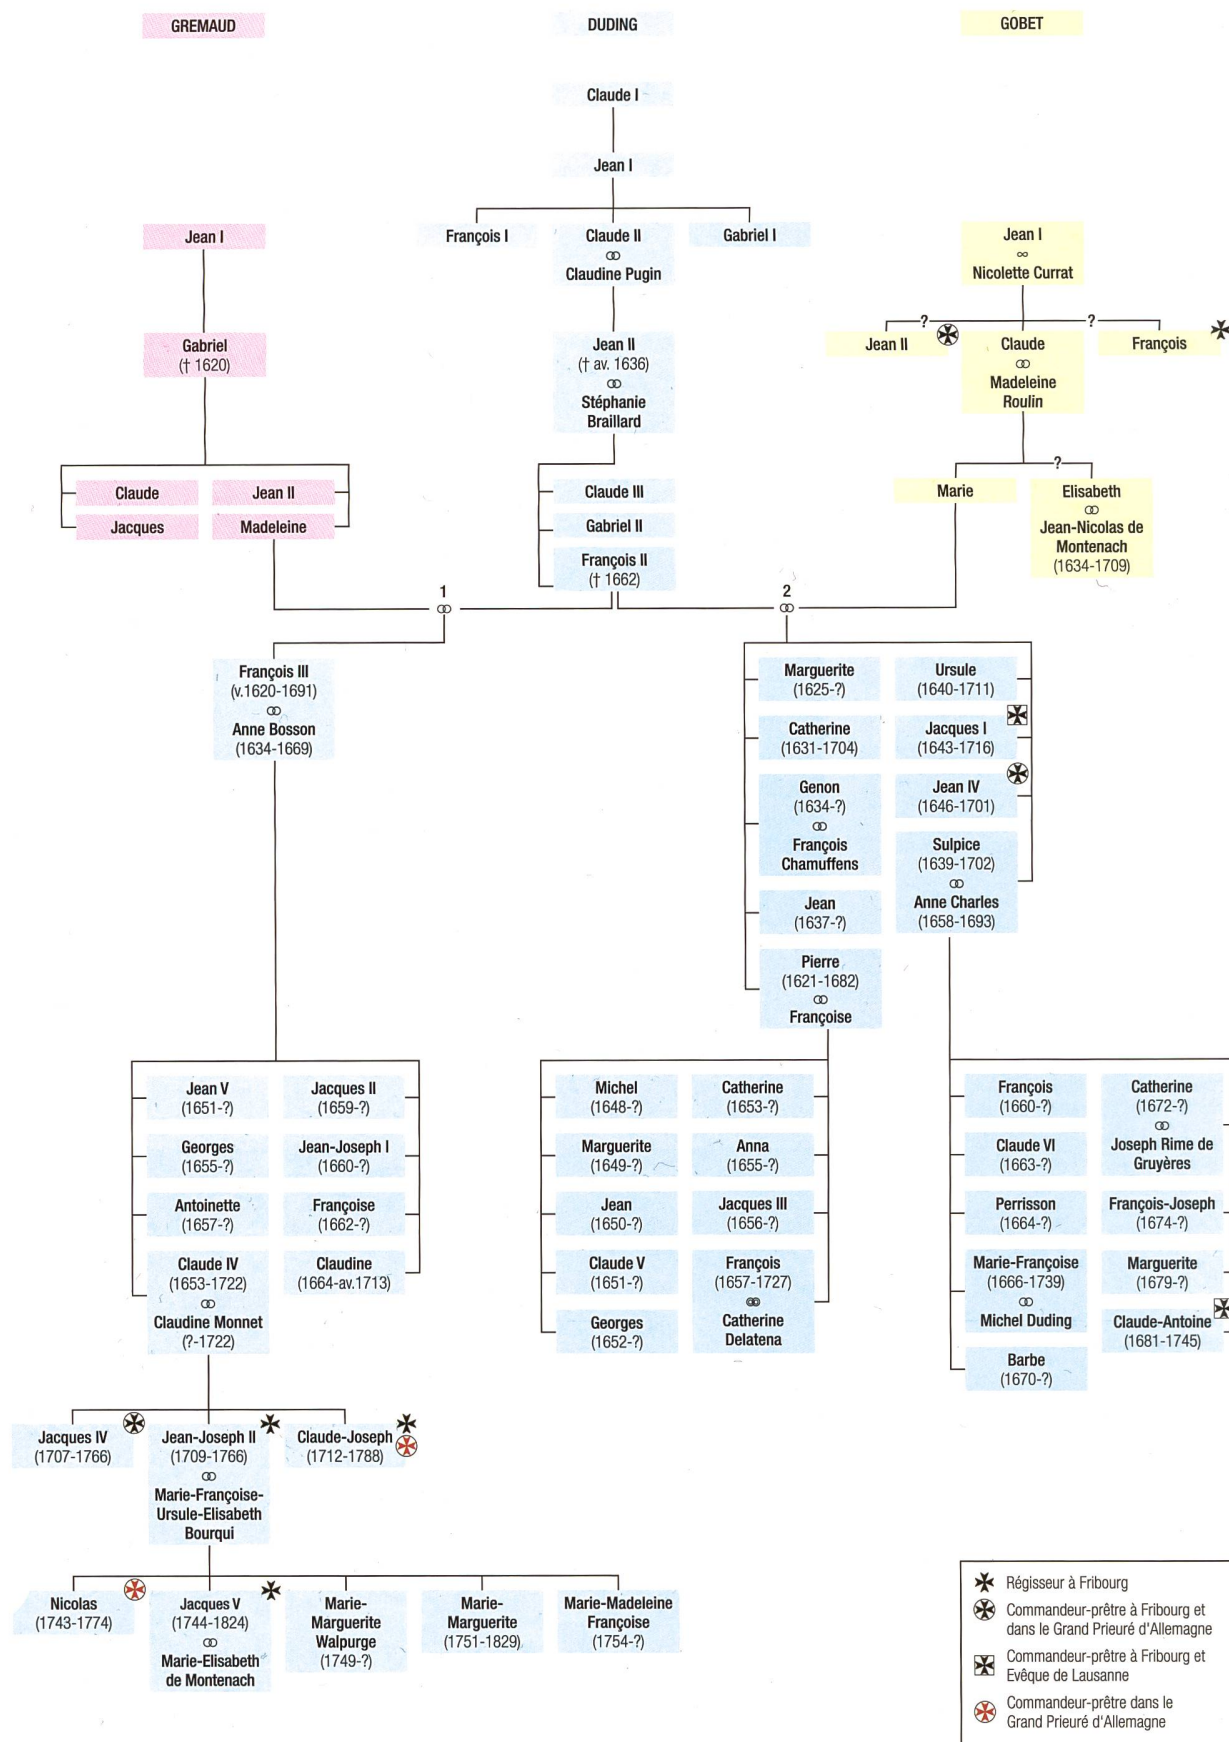 GREMAUD
DUDING
GOBET
Claude I
Jean I
François I
Claude II
Claudine Pugin
Gabriel I
Jean I
Gabriel
(† 1620)
Jean I
Nicolette Currat
Jean II
(† av. 1636)
Stéphanie
Braillard
?
?
Jean II
Claude
Madeleine
Roulin
François
Claude
Jean II
Jacques
Madeleine
Claude III
Gabriel II
François II
(† 1662)
?
Marie
Elisabeth
Jean-Nicolas de
Montenach
(1634-1709)
1
2
François III
(v.1620-1691)
Anne Bosson
(1634-1669)
Marguerite
(1625-?)
Catherine
(1631-1704)
Genon
(1634-?)
François
Chamuffens
Jean
(1637-?)
Pierre
(1621-1682)
Françoise
Ursule
(1640-1711)
Jacques I
(1643-1716)
Jean IV
(1646-1701)
Sulpice
(1639-1702)
Anne Charles
(1658-1693)
Jean V
(1651-?)
Georges
(1655-?)
Antoinette
(1657-?)
Claude IV
(1653-1722)
Claudine Monnet
(?-1722)
Jacques II
(1659-?)
Jean-Joseph I
(1660-?)
Françoise
(1662-?)
Claudine
(1664-av.1713)
Michel
(1648-?)
Marguerite
(1649-?)
Jean
(1650-?)
Claude V
(1651-?)
Georges
(1652-?)
Catherine
(1653-?)
Anna
(1655-?)
Jacques III
(1656-?)
François
(1657-1727)
Catherine
Delatena
François
(1660-?)
Claude VI
(1663-?)
Perrisson
(1664-?)
Marie-Françoise
(1666-1739)
Michel Duding
Barbe
(1670-?)
Catherine
(1672-?)
Joseph Rime de
Gruyères
François-Joseph
(1674-?)
Marguerite
(1679-?)
Claude-Antoine
(1681-1745)
Jacques IV
(1707-1766)
Jean-Joseph II
(1709-1766)
Marie-Françoise-
Ursule-Elisabeth
Bourqui
Claude-Joseph
(1712-1788)
Nicolas
(1743-1774)
Jacques V
(1744-1824)
Marie-Elisabeth
de Montenach
Marie-
Marguerite
Walpurge
(1749-?)
Marie-
Marguerite
(1751-1829)
Marie-Madeleine
Françoise
(1754-?)
Régisseur à Fribourg
Commandeur-prêtre à Fribourg et
dans le Grand Prieuré d'Allemagne
Commandeur-prêtre à Fribourg et
Evêque de Lausanne
Commandeur-prêtre dans le
Grand Prieuré d'Allemagne